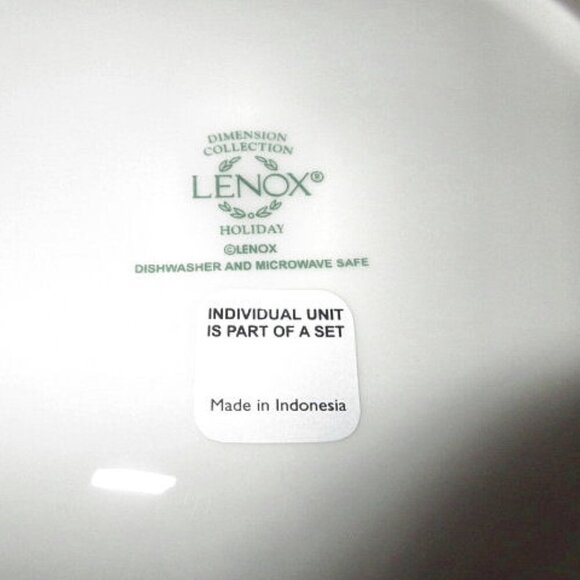 DIMENSION
COLLECTION
LENOX®
HOLIDAY
©LENOX
DISHWASHER AND MICROWAVE SAFE
INDIVIDUAL UNIT
IS PART OF A SET
Made in Indonesia